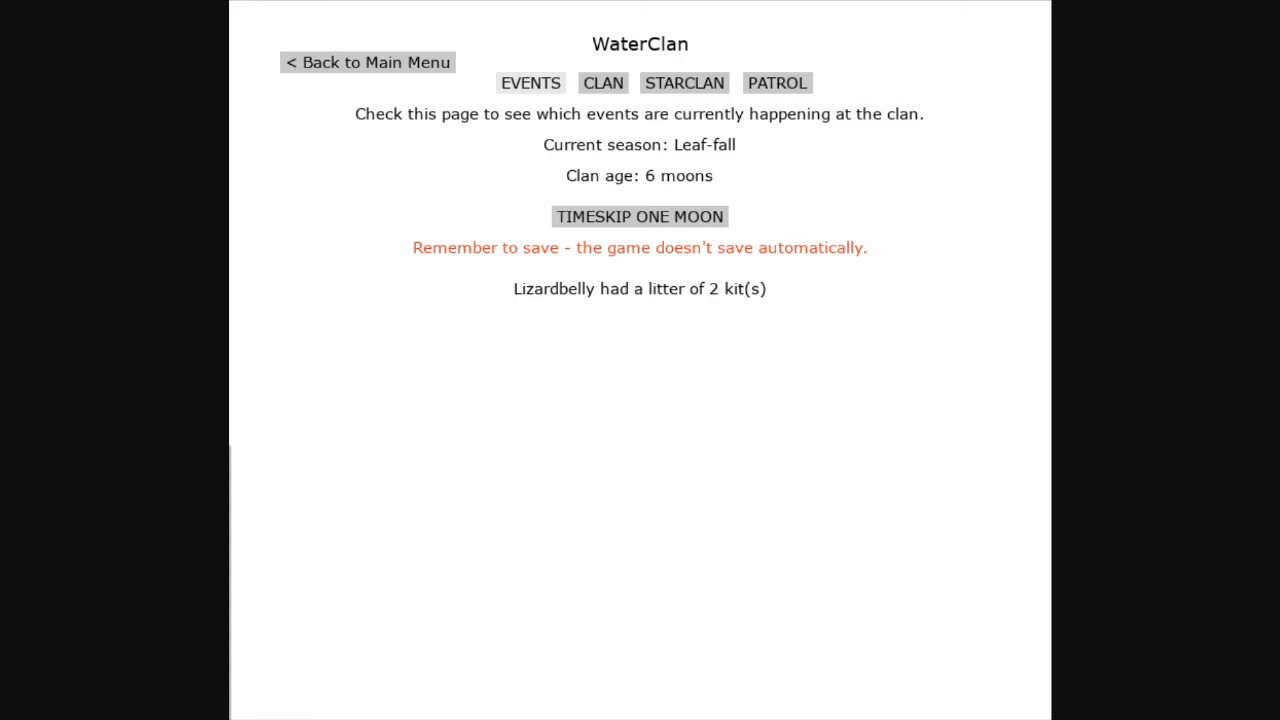 WaterClan
< Back to Main Menu
EVENTS CLAN STARCLAN PATROL
Check this page to see which events are currently happening at the clan.
Current season: Leaf-fall
Clan age: 6 moons
TIMESKIP ONE MOON
Remember to save - the game doesn't save automatically.
Lizardbelly had a litter of 2 kit(s)